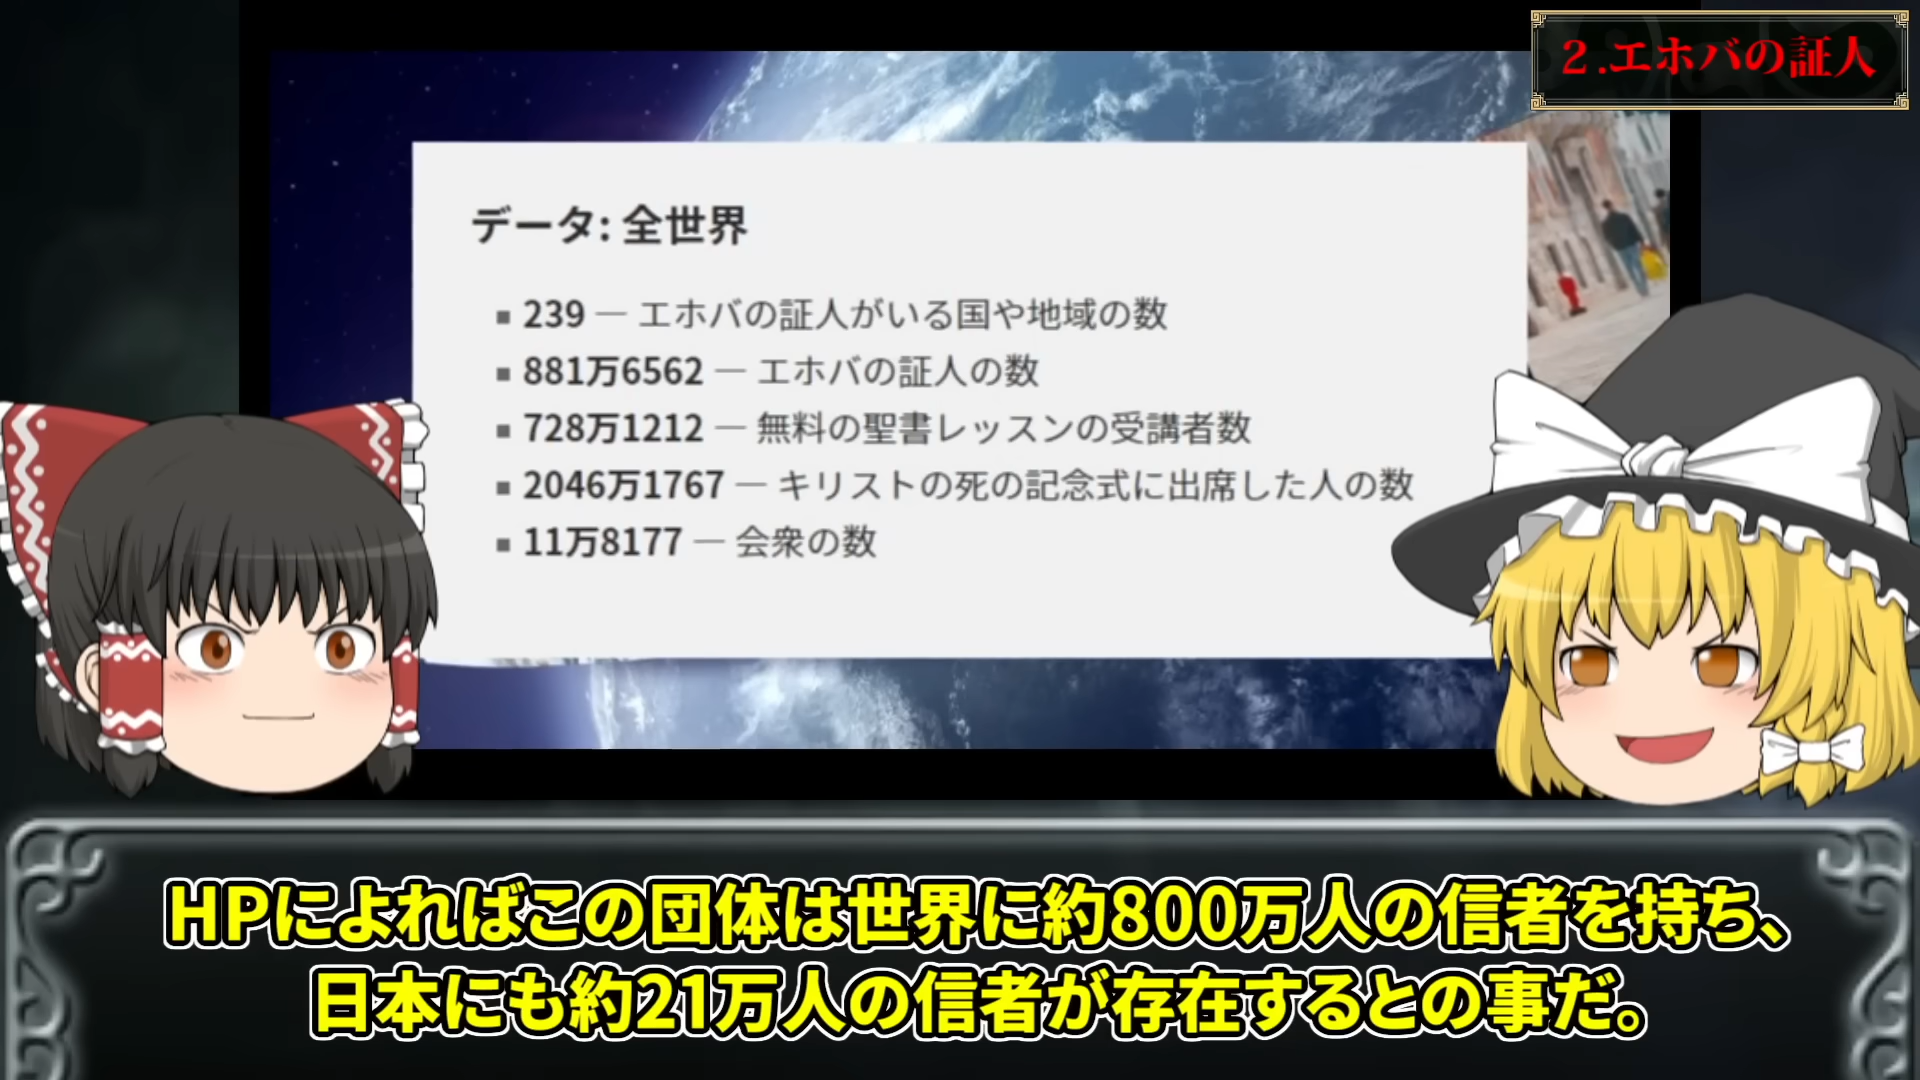 2.エホバの証人
データ: 全世界
▪ 239 — エホバの証人がいる国や地域の数
▪ 881万6562 — エホバの証人の数
▪ 728万1212 — 無料の聖書レッスンの受講者数
▪ 2046万1767 — キリストの死の記念式に出席した人の数
▪ 11万8177 — 会衆の数
HPによればこの団体は世界に約800万人の信者を持ち、
日本にも約21万人の信者が存在するとの事だ。